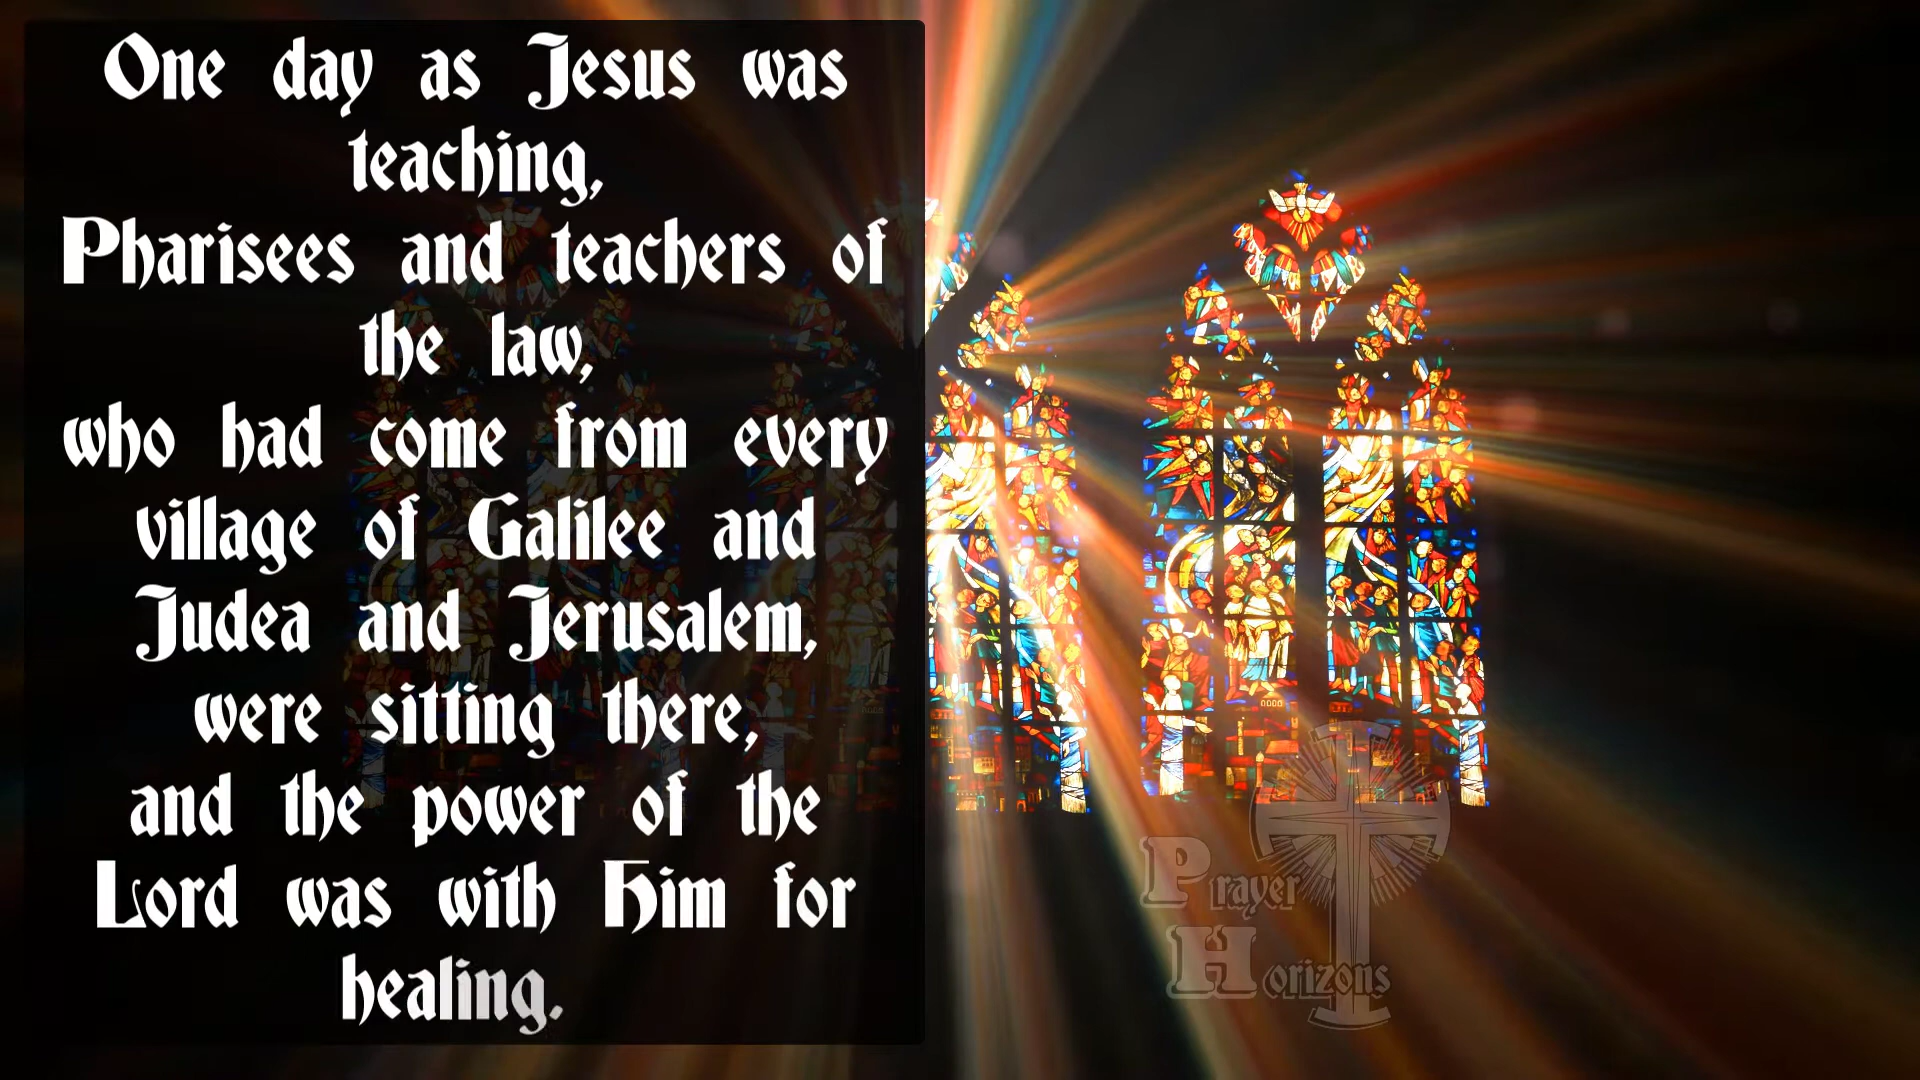 One day as Jesus was
teaching,
Pharisees and teachers of
the law,
who had come from every
village of Galilee and
Judea and Jerusalem,
were sitting there,
and the power of the
Lord was with Him for
healing.
Prayer
Horizons